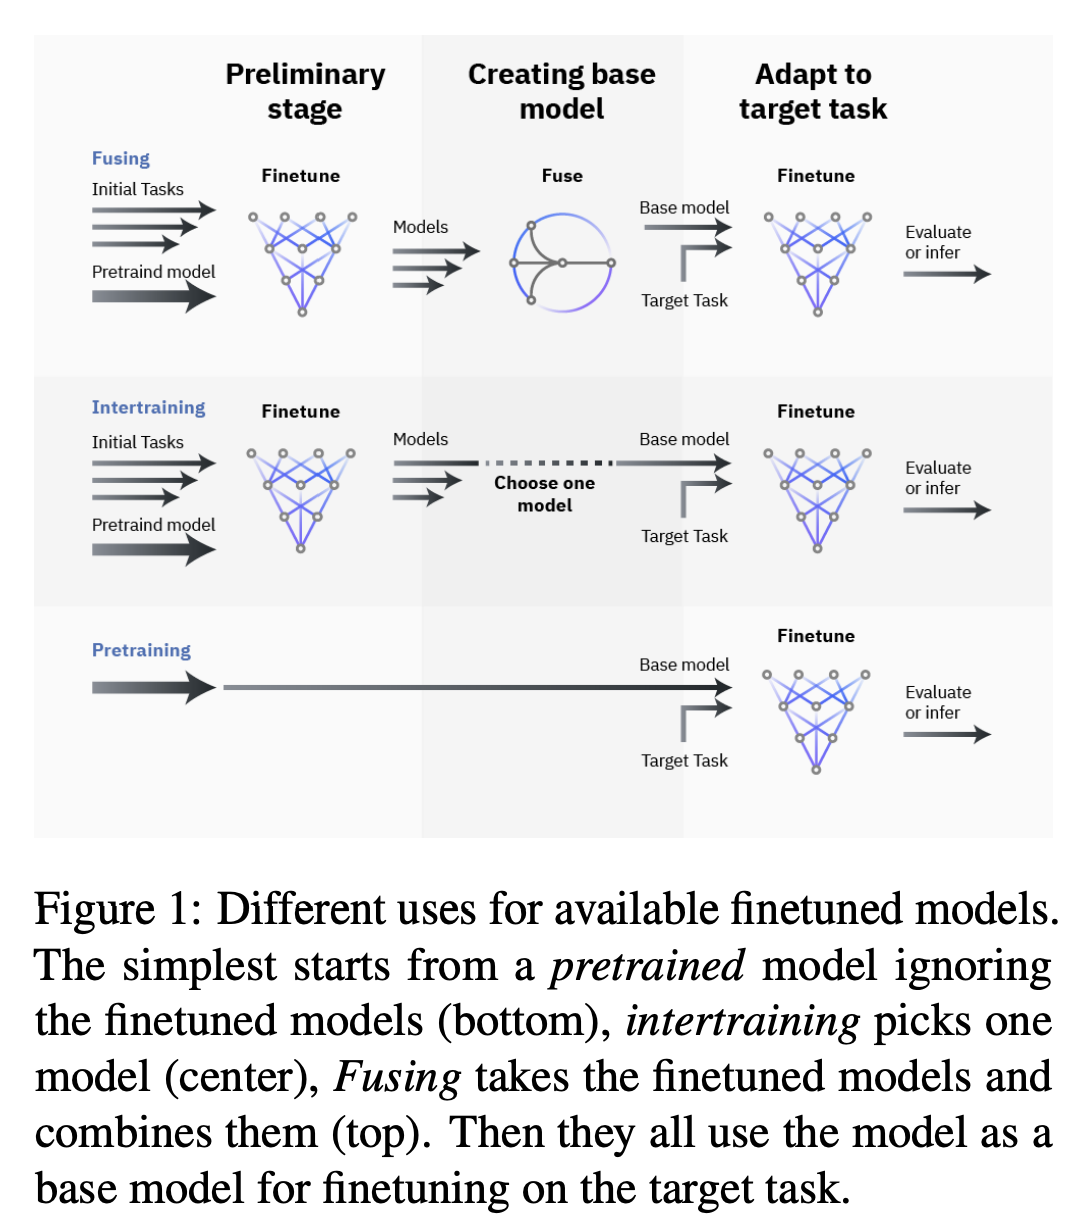 Preliminary
stage
Creating base
model
Adapt to
target task
Fusing
Initial Tasks
Pretraind model
Finetune
Models
Fuse
Base model
Target Task
Finetune
Evaluate
or infer
Intertraining
Initial Tasks
Pretraind model
Finetune
Models
Choose one
model
Base model
Target Task
Finetune
Evaluate
or infer
Pretraining
Base model
Target Task
Finetune
Evaluate
or infer
Figure 1: Different uses for available finetuned models.
The simplest starts from a pretrained model ignoring
the finetuned models (bottom), intertraining picks one
model (center), Fusing takes the finetuned models and
combines them (top). Then they all use the model as a
base model for finetuning on the target task.